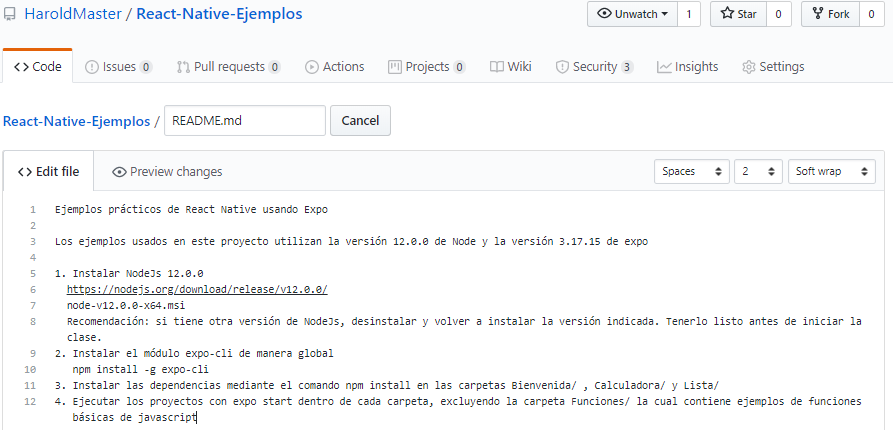 HaroldMaster / React-Native-Ejemplos
Unwatch 1
Star 0
Fork 0
Code
Issues 0
Pull requests 0
Actions
Projects 0
Wiki
Security 3
Insights
Settings
React-Native-Ejemplos / README.md
Cancel
Edit file
Preview changes
Spaces
2
Soft wrap
1 Ejemplos prácticos de React Native usando Expo
2
3 Los ejemplos usados en este proyecto utilizan la versión 12.0.0 de Node y la versión 3.17.15 de expo
4
5 1. Instalar NodeJs 12.0.0
6 https://nodejs.org/download/release/v12.0.0/
7 node-v12.0.0-x64.msi
8 Recomendación: si tiene otra versión de NodeJs, desinstalar y volver a instalar la versión indicada. Tenerlo listo antes de iniciar la
clase.
9 2. Instalar el módulo expo-cli de manera global
10 npm install -g expo-cli
11 3. Instalar las dependencias mediante el comando npm install en las carpetas Bienvenida/ , Calculadora/ y Lista/
12 4. Ejecutar los proyectos con expo start dentro de cada carpeta, excluyendo la carpeta Funciones/ la cual contiene ejemplos de funciones
básicas de javascript